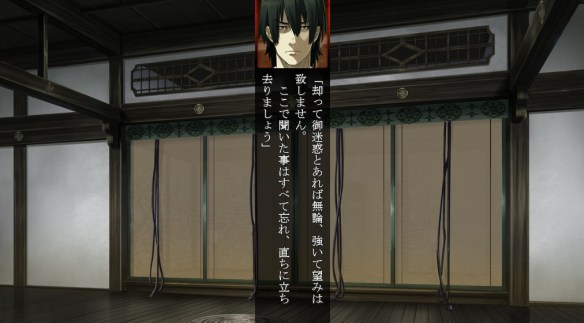 「却って御迷惑とあれば無論、強いて望みは
致しません。
　ここで聞いた事はすべて忘れ、直ちに立ち
去りましょう」